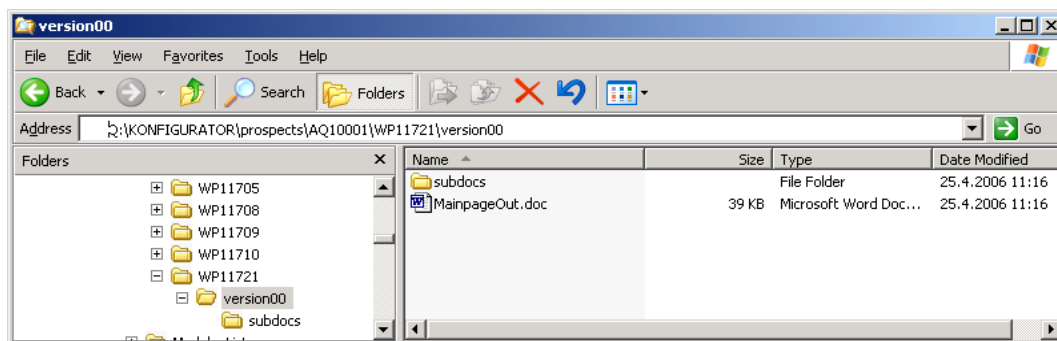 version00
File Edit View Favorites Tools Help
Back Search Folders
Address Q:\KONFIGURATOR\prospects\AQ10001\WP11721\version00 Go
Folders Name Size Type Date Modified
WP11705 subdocs File Folder 25.4.2006 11:16
WP11708 MainpageOut.doc 39 KB Microsoft Word Doc... 25.4.2006 11:16
WP11709
WP11710
WP11721
version00
subdocs